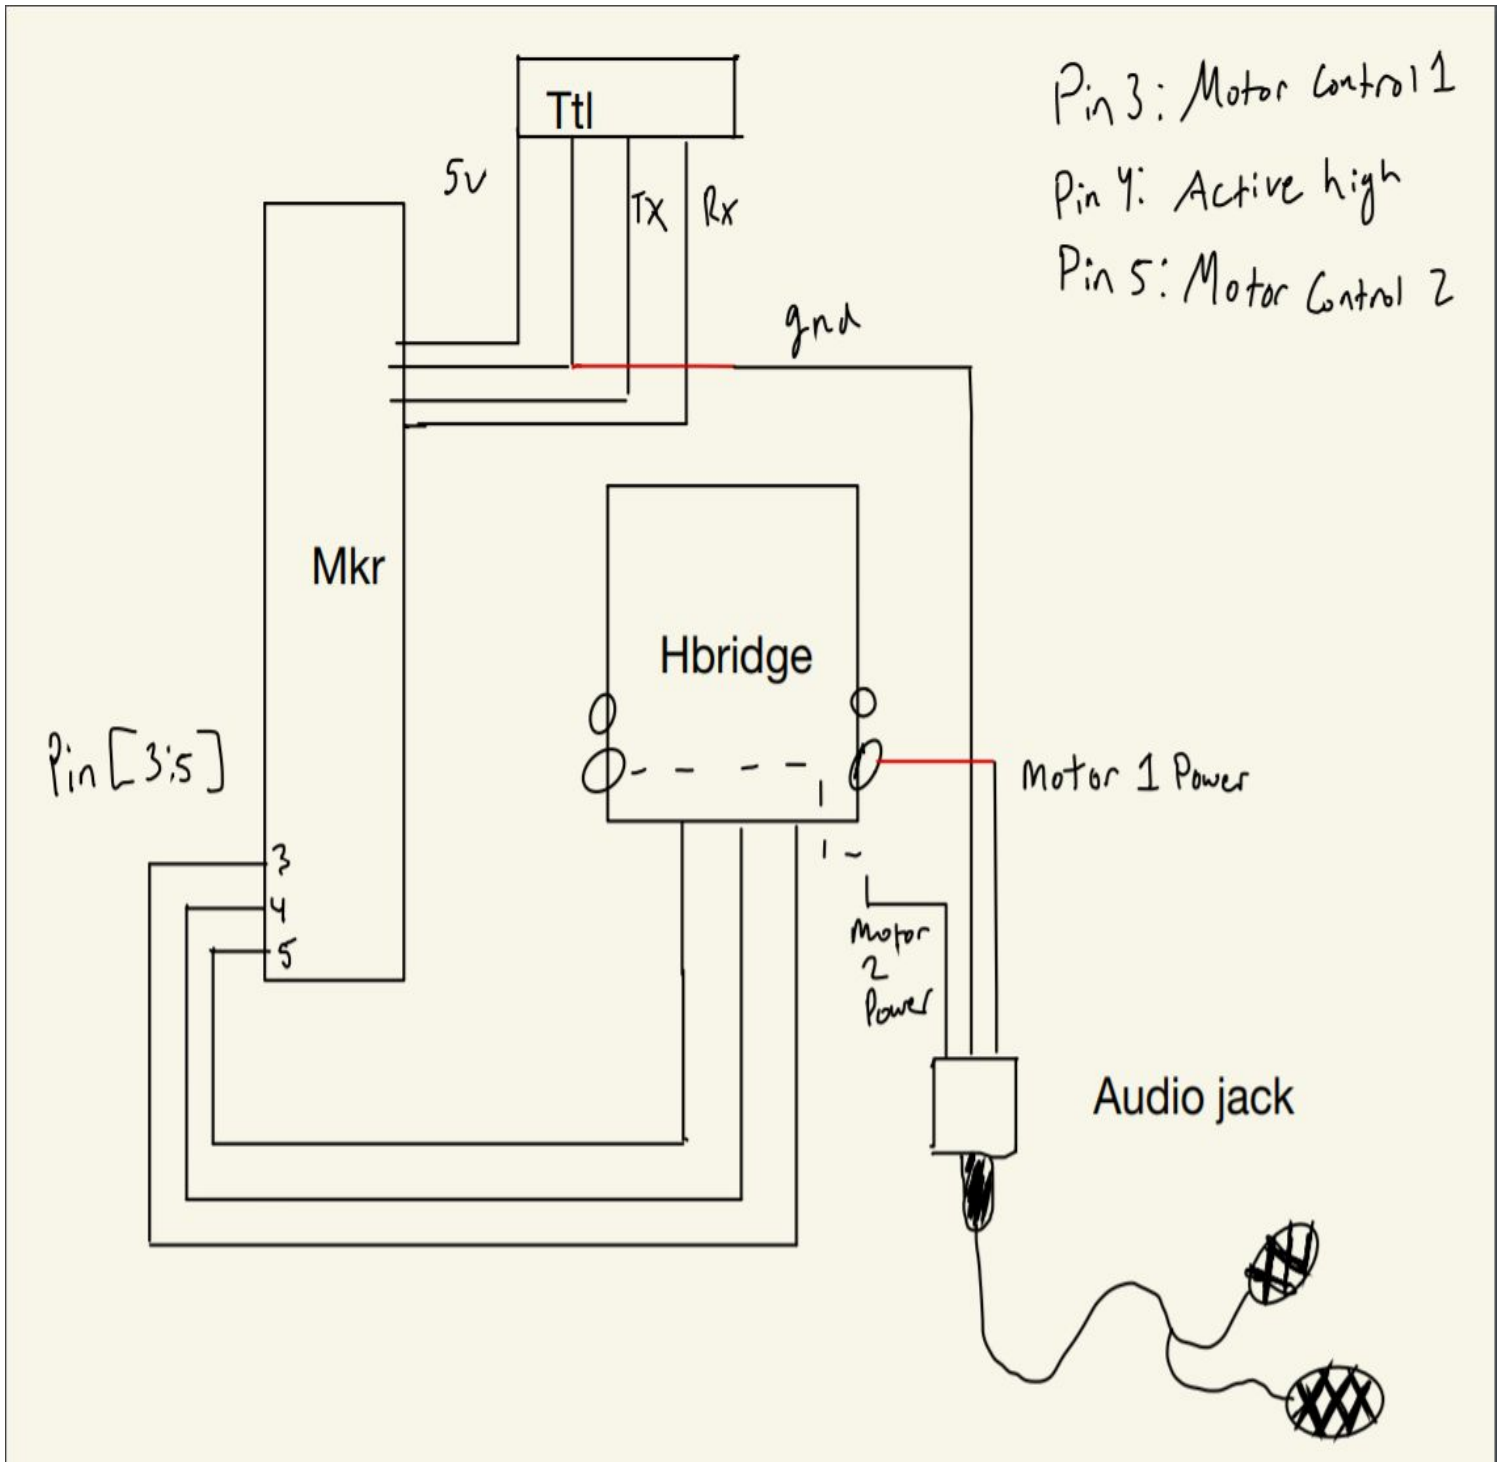 Ttl
5v
Tx
Rx
Pin 3: Motor Control 1
Pin 4: Active high
Pin 5: Motor Control 2
gnd
Mkr
Hbridge
Pin [3:5]
Motor 1 Power
3
4
5
Motor
2
Power
Audio jack